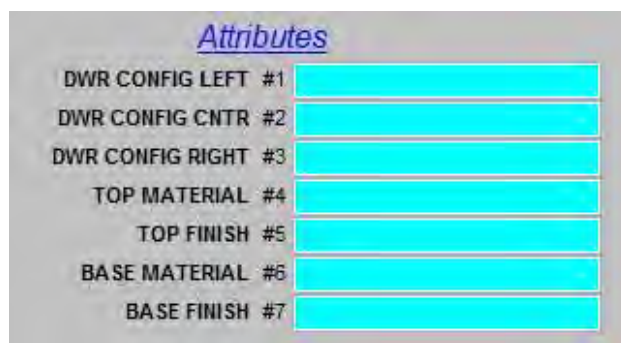 Attributes
DWR CONFIG LEFT #1
DWR CONFIG CNTR #2
DWR CONFIG RIGHT #3
TOP MATERIAL #4
TOP FINISH #5
BASE MATERIAL #6
BASE FINISH #7